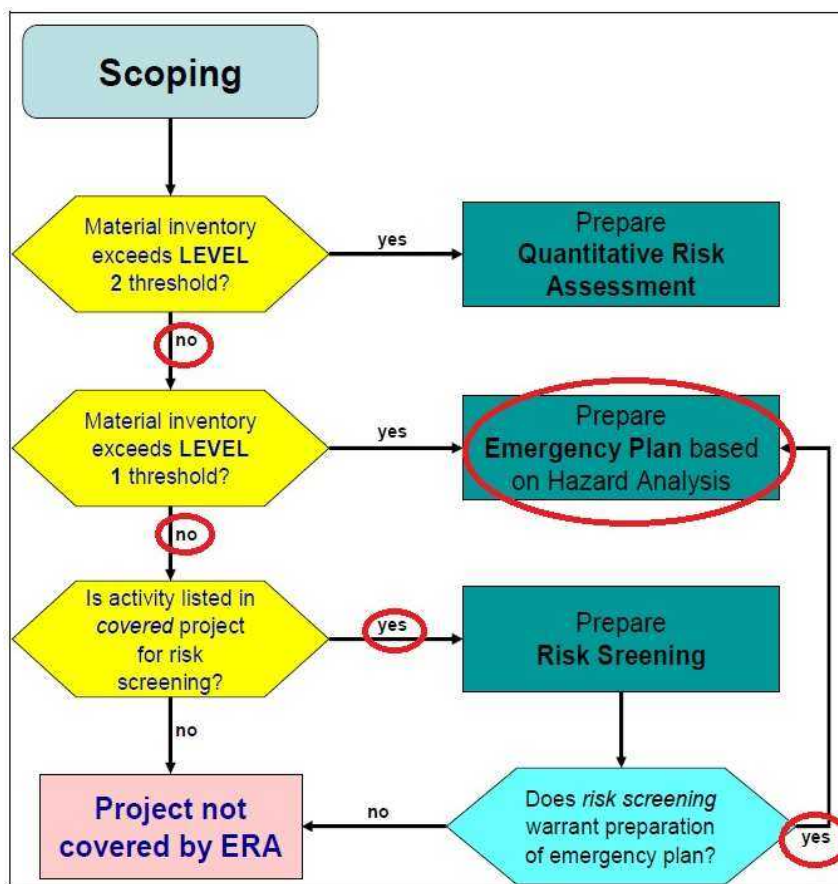 Scoping
Material inventory
exceeds LEVEL
2 threshold?
yes
Prepare
Quantitative Risk
Assessment
no
Material inventory
exceeds LEVEL
1 threshold?
yes
Prepare
Emergency Plan based
on Hazard Analysis
no
Is activity listed in
covered project
for risk
screening?
yes
Prepare
Risk Sreening
no
Project not
covered by ERA
no
Does risk screening
warrant preparation
of emergency plan?
yes